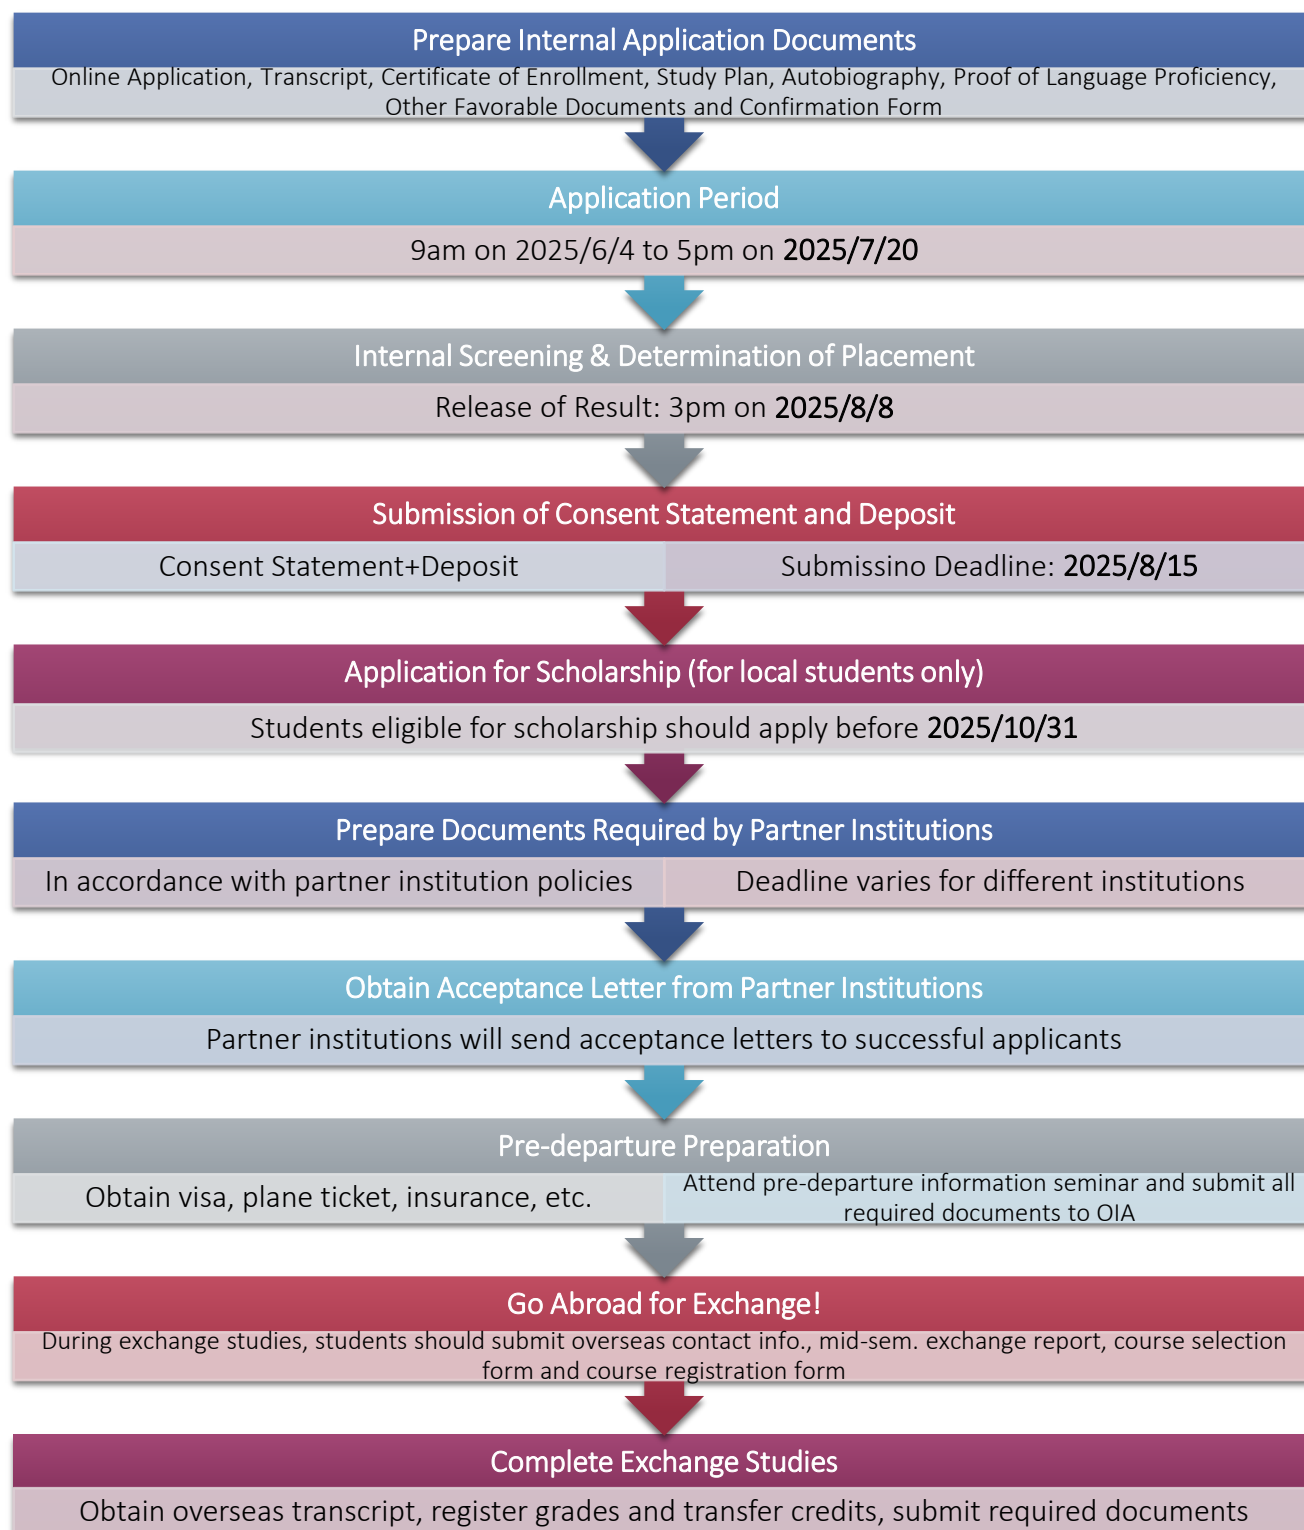 Prepare Internal Application Documents
Online Application, Transcript, Certificate of Enrollment, Study Plan, Autobiography, Proof of Language Proficiency,
Other Favorable Documents and Confirmation Form
Application Period
9am on 2025/6/4 to 5pm on 2025/7/20
Internal Screening & Determination of Placement
Release of Result: 3pm on 2025/8/8
Submission of Consent Statement and Deposit
Consent Statement+Deposit
Submissino Deadline: 2025/8/15
Application for Scholarship (for local students only)
Students eligible for scholarship should apply before 2025/10/31
Prepare Documents Required by Partner Institutions
In accordance with partner institution policies
Deadline varies for different institutions
Obtain Acceptance Letter from Partner Institutions
Partner institutions will send acceptance letters to successful applicants
Pre-departure Preparation
Obtain visa, plane ticket, insurance, etc.
Attend pre-departure information seminar and submit all
required documents to OIA
Go Abroad for Exchange!
During exchange studies, students should submit overseas contact info., mid-sem. exchange report, course selection
form and course registration form
Complete Exchange Studies
Obtain overseas transcript, register grades and transfer credits, submit required documents